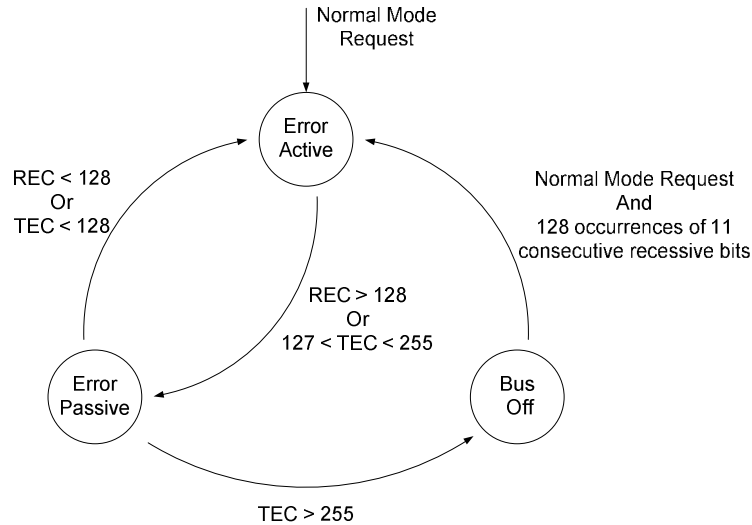 Normal Mode
Request
Error
Active
REC < 128
Or
TEC < 128
Normal Mode Request
And
128 occurrences of 11
consecutive recessive bits
REC > 128
Or
127 < TEC < 255
Error
Passive
Bus
Off
TEC > 255